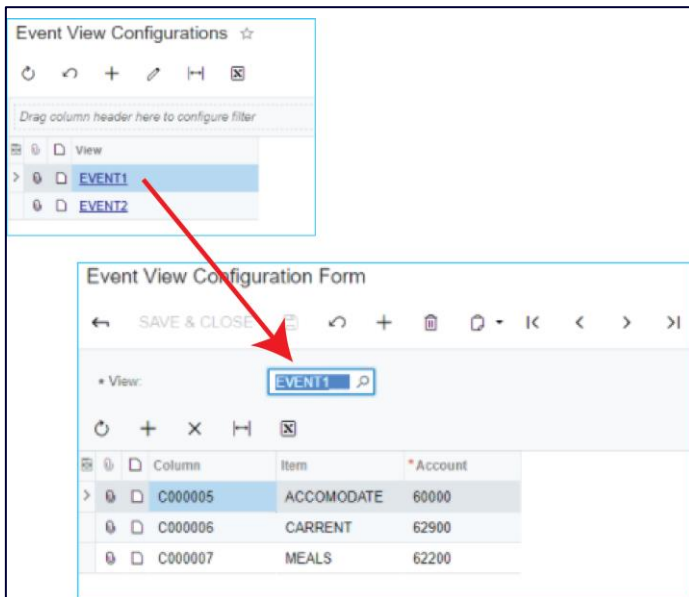 Event View Configurations
Drag column header here to configure filter
View
EVENT1
EVENT2
Event View Configuration Form
SAVE & CLOSE
View:
EVENT1
Column Item *Account
C000005 ACCOMODATE 60000
C000006 CARRENT 62900
C000007 MEALS 62200